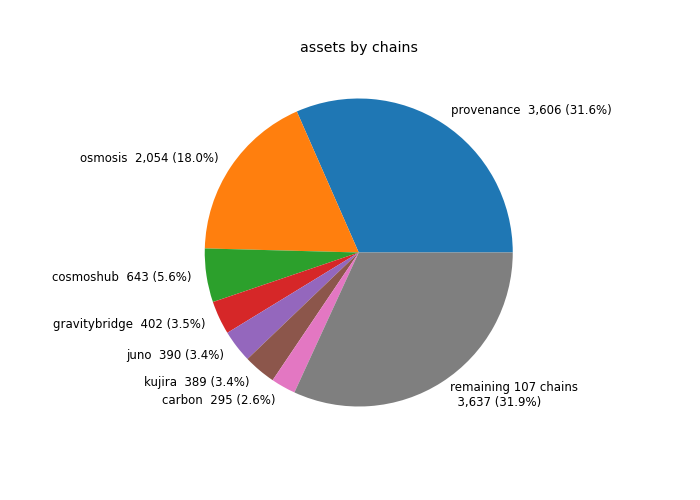 assets by chains
provenance  3,606 (31.6%)
osmosis  2,054 (18.0%)
cosmoshub  643 (5.6%)
gravitybridge  402 (3.5%)
juno  390 (3.4%)
kujira  389 (3.4%)
carbon  295 (2.6%)
remaining 107 chains
3,637 (31.9%)